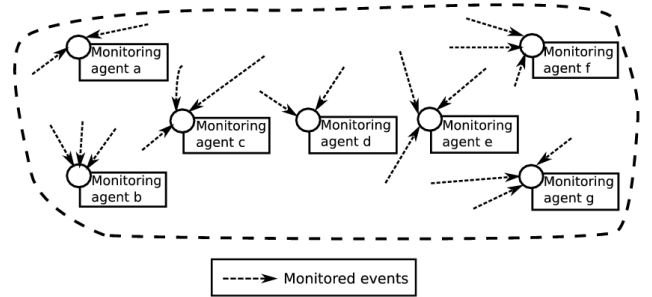 Monitoring
agent a
Monitoring
agent f
Monitoring
agent c
Monitoring
agent d
Monitoring
agent e
Monitoring
agent b
Monitoring
agent g
Monitored events